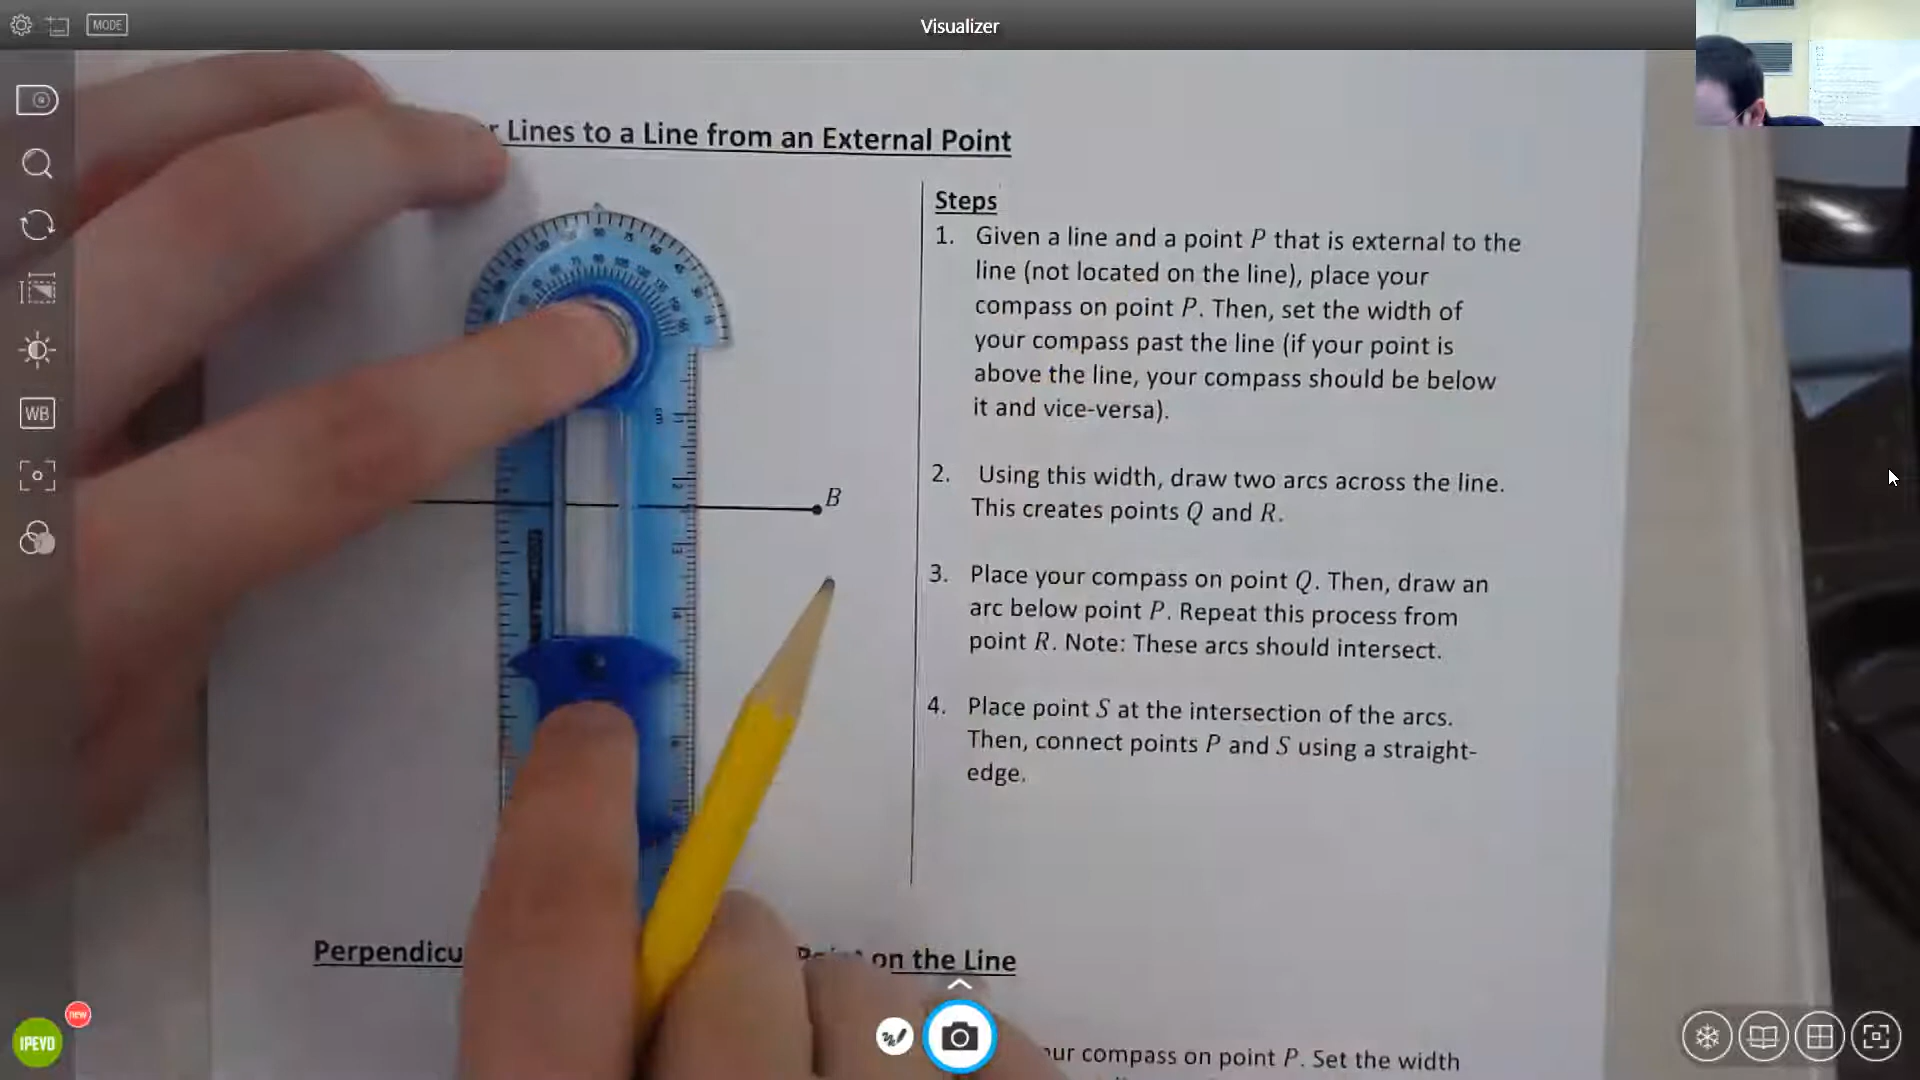 MODE
Visualizer
WB
r Lines to a Line from an External Point
Steps
1. Given a line and a point P that is external to the
line (not located on the line), place your
compass on point P. Then, set the width of
your compass past the line (if your point is
above the line, your compass should be below
it and vice-versa).
B
2. Using this width, draw two arcs across the line.
This creates points Q and R.
3. Place your compass on point Q. Then, draw an
arc below point P. Repeat this process from
point R. Note: These arcs should intersect.
4. Place point S at the intersection of the arcs.
Then, connect points P and S using a straight-
edge.
Perpendicu on the Line
new
IPEVO
ur compass on point P. Set the width